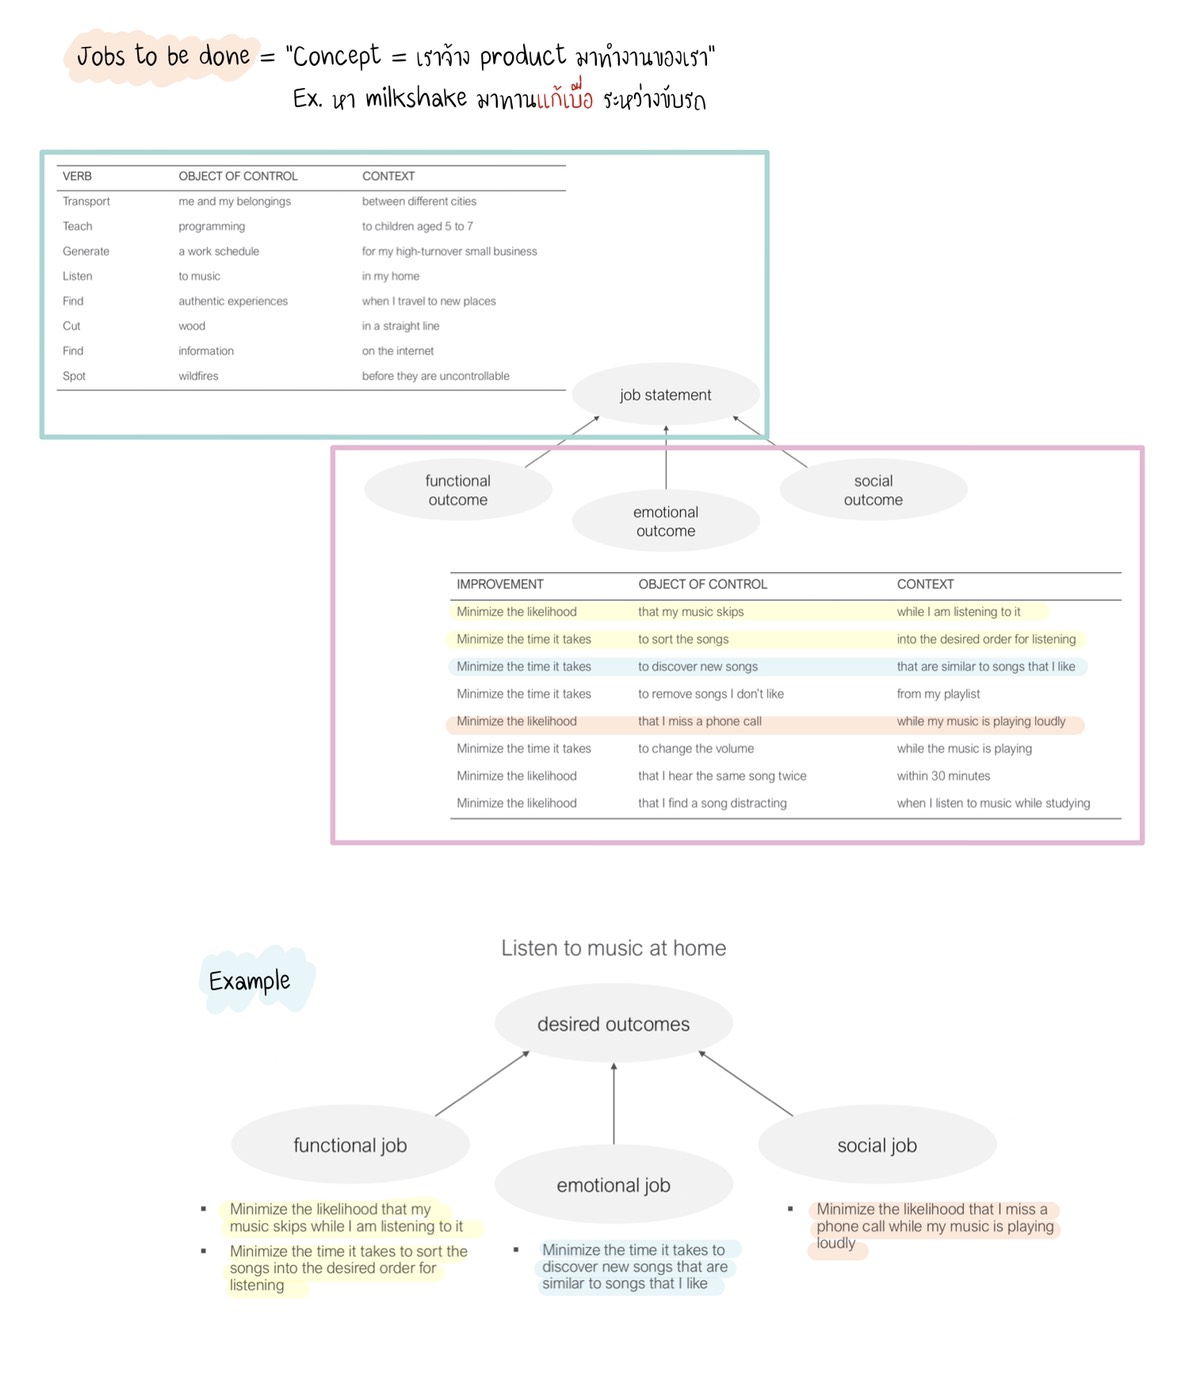 Jobs to be done = "Concept = เราจ้าง product มาทำงานของเรา"
Ex. หา milkshake มาทานแก้เบื่อ ระหว่างขับรถ
VERB OBJECT OF CONTROL CONTEXT
Transport me and my belongings between different cities
Teach programming to children aged 5 to 7
Generate a work schedule for my high-turnover small business
Listen to music in my home
Find authentic experiences when I travel to new places
Cut wood in a straight line
Find information on the internet
Spot wildfires before they are uncontrollable
job statement
functional
outcome
emotional
outcome
social
outcome
IMPROVEMENT OBJECT OF CONTROL CONTEXT
Minimize the likelihood that my music skips while I am listening to it
Minimize the time it takes to sort the songs into the desired order for listening
Minimize the time it takes to discover new songs that are similar to songs that I like
Minimize the time it takes to remove songs I don't like from my playlist
Minimize the likelihood that I miss a phone call while my music is playing loudly
Minimize the time it takes to change the volume while the music is playing
Minimize the likelihood that I hear the same song twice within 30 minutes
Minimize the likelihood that I find a song distracting when I listen to music while studying
Example
Listen to music at home
desired outcomes
functional job
emotional job
social job
▪ Minimize the likelihood that my
music skips while I am listening to it
▪ Minimize the time it takes to sort the
songs into the desired order for
listening
▪ Minimize the time it takes to
discover new songs that are
similar to songs that I like
▪ Minimize the likelihood that I miss a
phone call while my music is playing
loudly